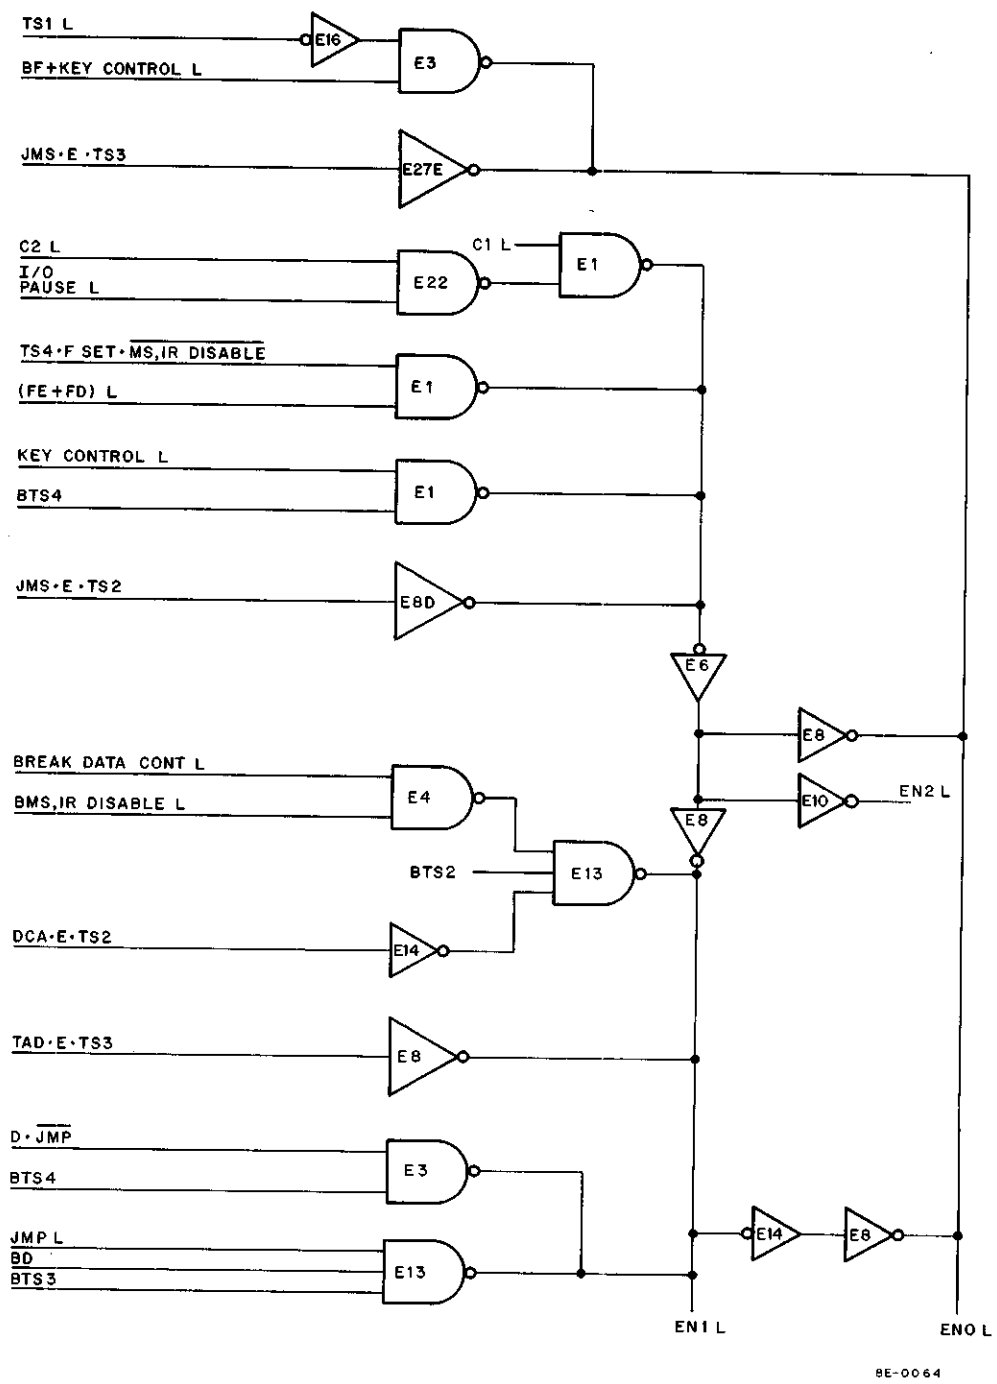 TS1 L
E16
E3
BF+KEY CONTROL L
JMS·E·TS3
E27E
C2 L
C1 L
E1
I/O
PAUSE L
E22
TS4·F SET·MS,IR DISABLE
E1
(FE+FD) L
KEY CONTROL L
E1
BTS4
JMS·E·TS2
E8D
E6
E8
BREAK DATA CONT L
E4
E10
EN2 L
BMS,IR DISABLE L
E8
BTS2
E13
DCA·E·TS2
E14
TAD·E·TS3
E8
D·JMP
E3
BTS4
JMP L
BD
BTS3
E13
E14
E8
EN1 L
EN0 L
8E-0064